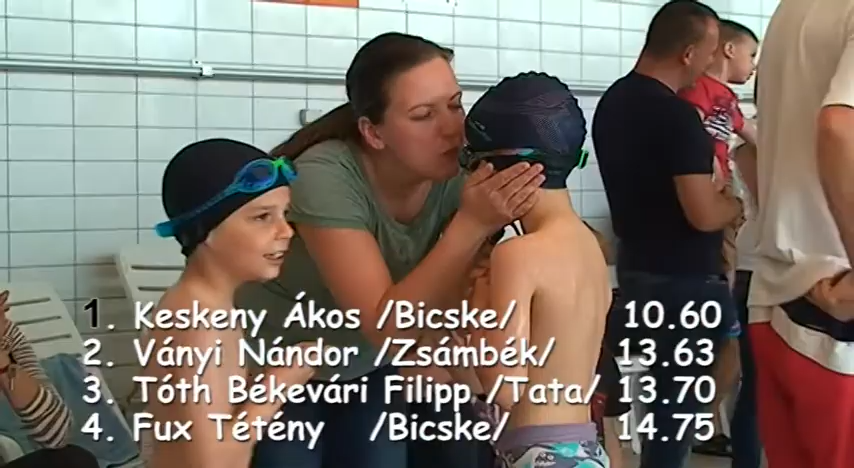 1. Keskeny Ákos /Bicske/ 10.60
2. Ványi Nándor /Zsámbék/ 13.63
3. Tóth Békevári Filipp /Tata/ 13.70
4. Fux Tétény /Bicske/ 14.75